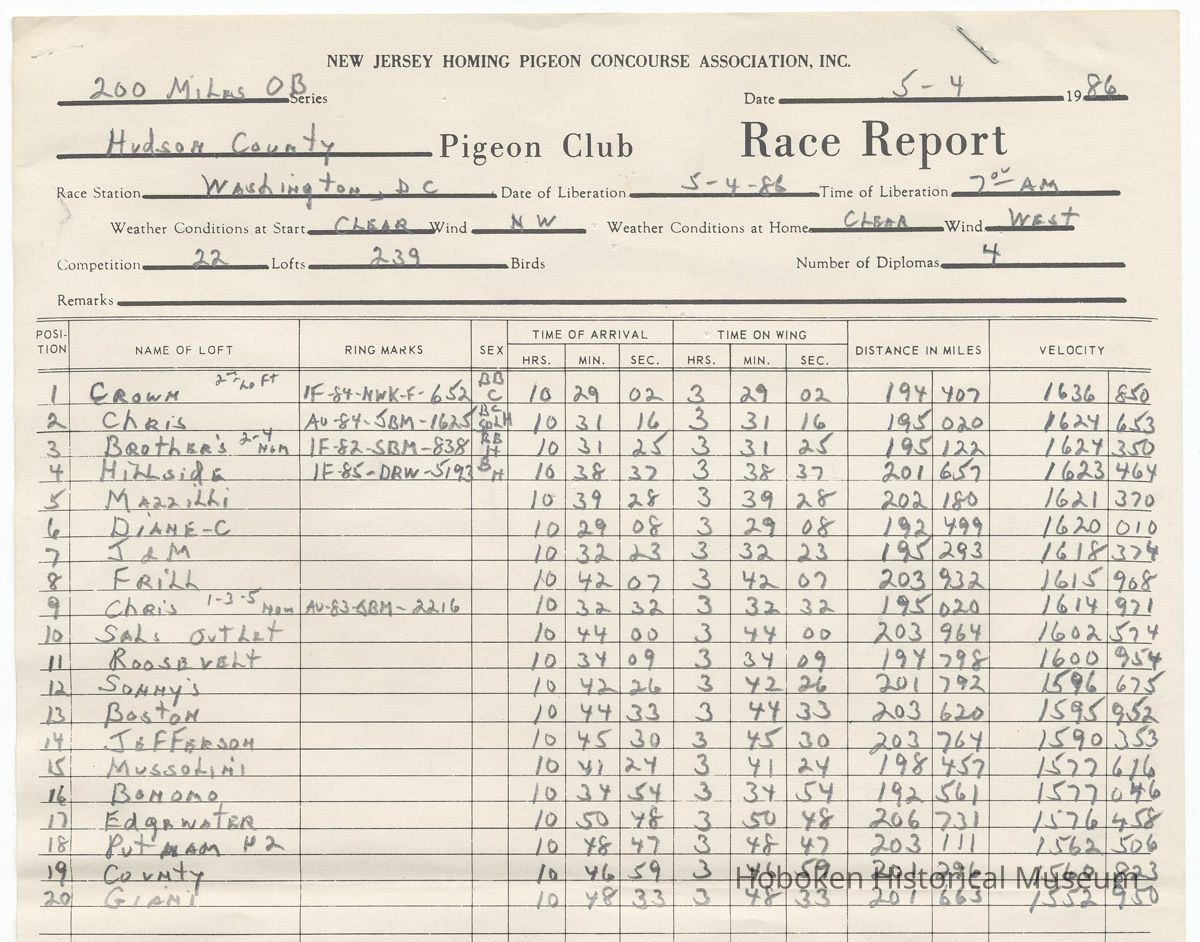 NEW JERSEY HOMING PIGEON CONCOURSE ASSOCIATION, INC.
200 Miles OB Series Date 5-4 1986
Hudson County Pigeon Club Race Report
Race Station Washington, DC Date of Liberation 5-4-86 Time of Liberation 7 00 AM
Weather Conditions at Start CLEAR Wind NW Weather Conditions at Home CLEAR Wind WEST
Competition 22 Lofts 239 Birds Number of Diplomas 4
Remarks
POSI-TION NAME OF LOFT RING MARKS SEX TIME OF ARRIVAL HRS. MIN. SEC. TIME ON WING HRS. MIN. SEC. DISTANCE IN MILES VELOCITY
1 Crown 2nd Loft IF-84-NWK-F-652 BB C 10 29 02 3 29 02 194 407 1636 850
2 Chris AU-84-SBM-1625 10 31 16 3 31 16 195 020 1624 653
3 Brother's 2-4 Nom IF-82-SBM-838 RB H 10 31 25 3 31 25 195 122 1624 350
4 Hillside IF-85-DRW-5193 B H 10 38 37 3 38 37 201 657 1623 464
5 Mazzilli 10 39 28 3 39 28 202 180 1621 370
6 Diane-C 10 29 08 3 29 08 192 499 1620 010
7 J&M 10 32 23 3 32 23 195 293 1618 374
8 Frill 10 42 07 3 42 07 203 932 1615 908
9 Chris 1-3-5 Nom AU-83-SBM-2216 10 32 32 3 32 32 195 020 1614 971
10 Sals Outlet 10 44 00 3 44 00 203 964 1602 574
11 Roosevelt 10 34 09 3 34 09 194 798 1600 954
12 Sonny's 10 42 26 3 42 26 201 792 1596 675
13 Boston 10 44 33 3 44 33 203 620 1595 952
14 Jefferson 10 45 30 3 45 30 203 764 1590 353
15 Mussolini 10 41 24 3 41 24 198 457 1577 616
16 Bonomo 10 34 54 3 34 54 192 561 1577 046
17 Edgewater 10 50 48 3 50 48 206 731 1576 458
18 Putnam #2 10 48 47 3 48 47 203 111 1562 506
19 County 10 46 59 3 46 59 201 296
20 Giani 10 48 33 3 48 33 201 663 1552 950
Hoboken Historical Museum